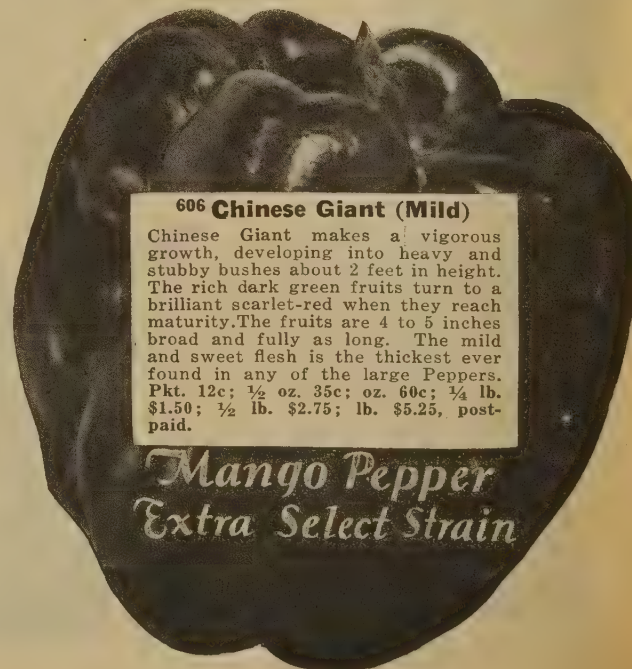 606 Chinese Giant (Mild)
Chinese Giant makes a vigorous
growth, developing into heavy and
stubby bushes about 2 feet in height.
The rich dark green fruits turn to a
brilliant scarlet-red when they reach
maturity.The fruits are 4 to 5 inches
broad and fully as long. The mild
and sweet flesh is the thickest ever
found in any of the large Peppers.
Pkt. 12c; ½ oz. 35c; oz. 60c; ¼ lb.
$1.50; ½ lb. $2.75; lb. $5.25, post-
paid.
Mango Pepper
Extra Select Strain